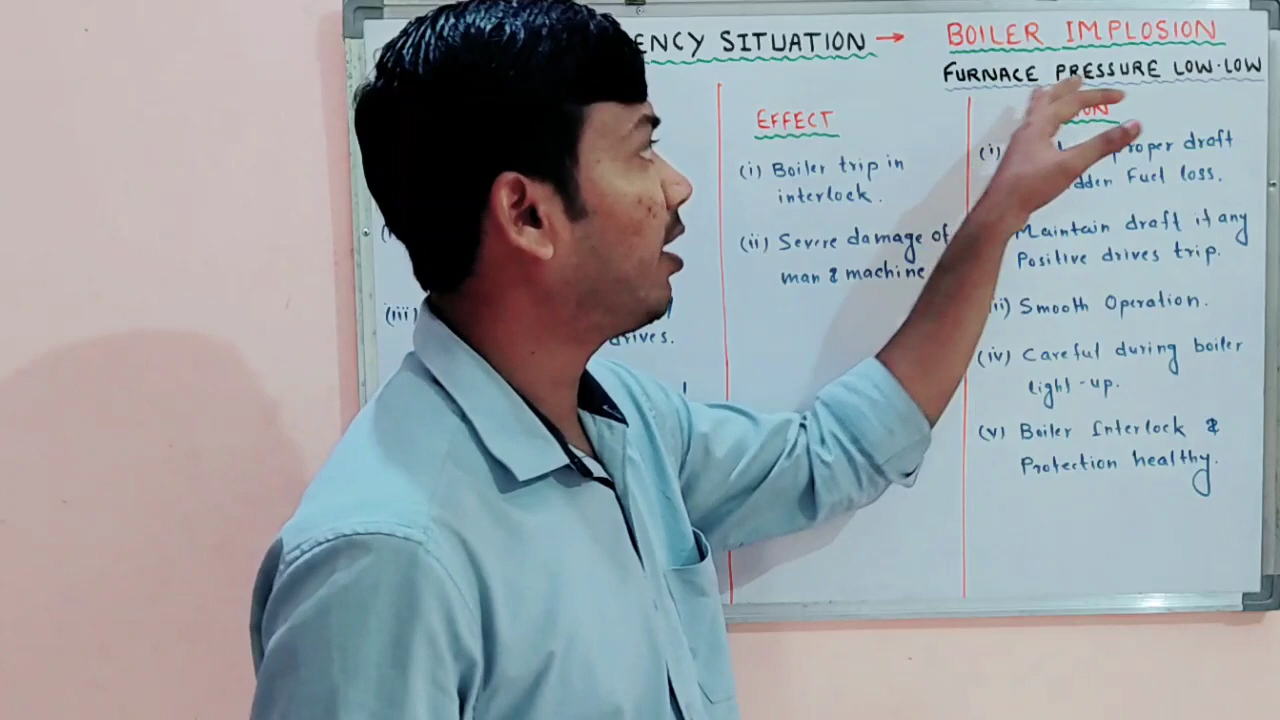 ENCY SITUATION → BOILER IMPLOSION
FURNACE PRESSURE LOW-LOW
EFFECT
(i) Boiler trip in
interlock.
(ii) Severe damage of
man & machine
(iii)
drives.
(i) proper draft
Fuel loss.
Maintain draft if any
Positive drives trip.
Smooth Operation.
(iv) Careful during boiler
light-up.
(v) Boiler Interlock &
Protection healthy.